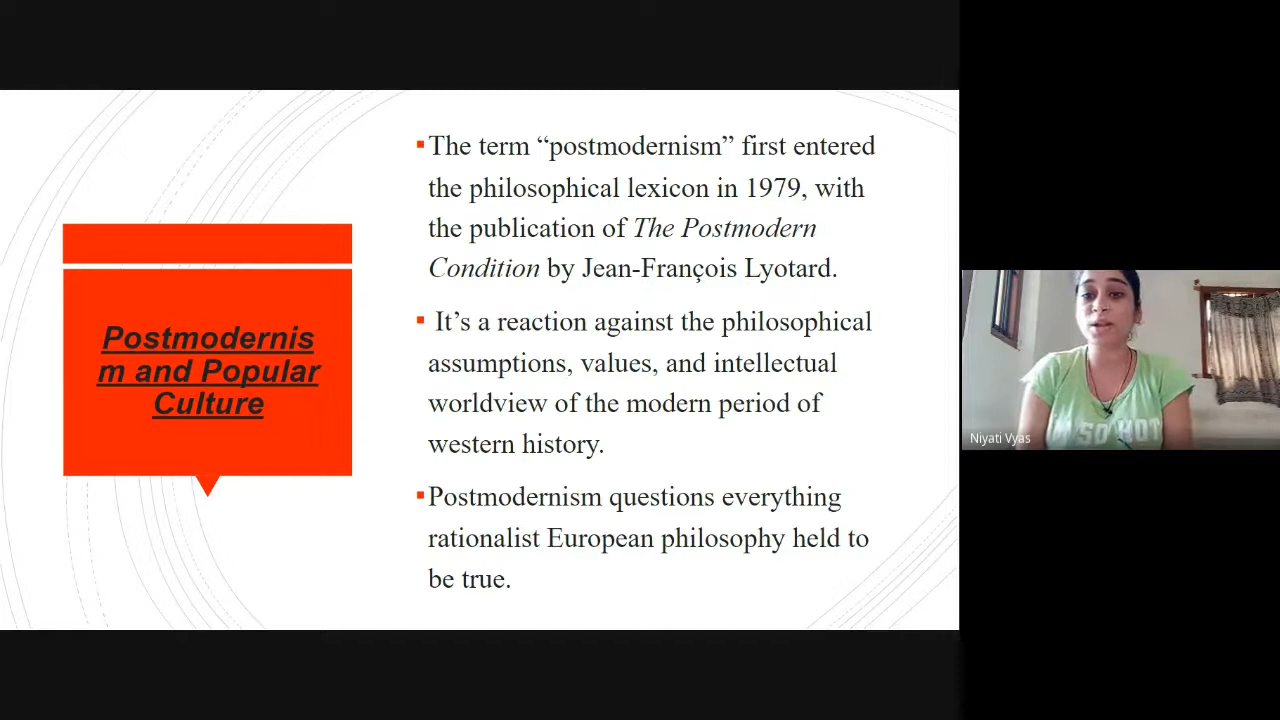 Postmodernis
m and Popular
Culture
The term “postmodernism” first entered
the philosophical lexicon in 1979, with
the publication of The Postmodern
Condition by Jean-François Lyotard.
It’s a reaction against the philosophical
assumptions, values, and intellectual
worldview of the modern period of
western history.
Postmodernism questions everything
rationalist European philosophy held to
be true.
SO HOT
Niyati Vyas